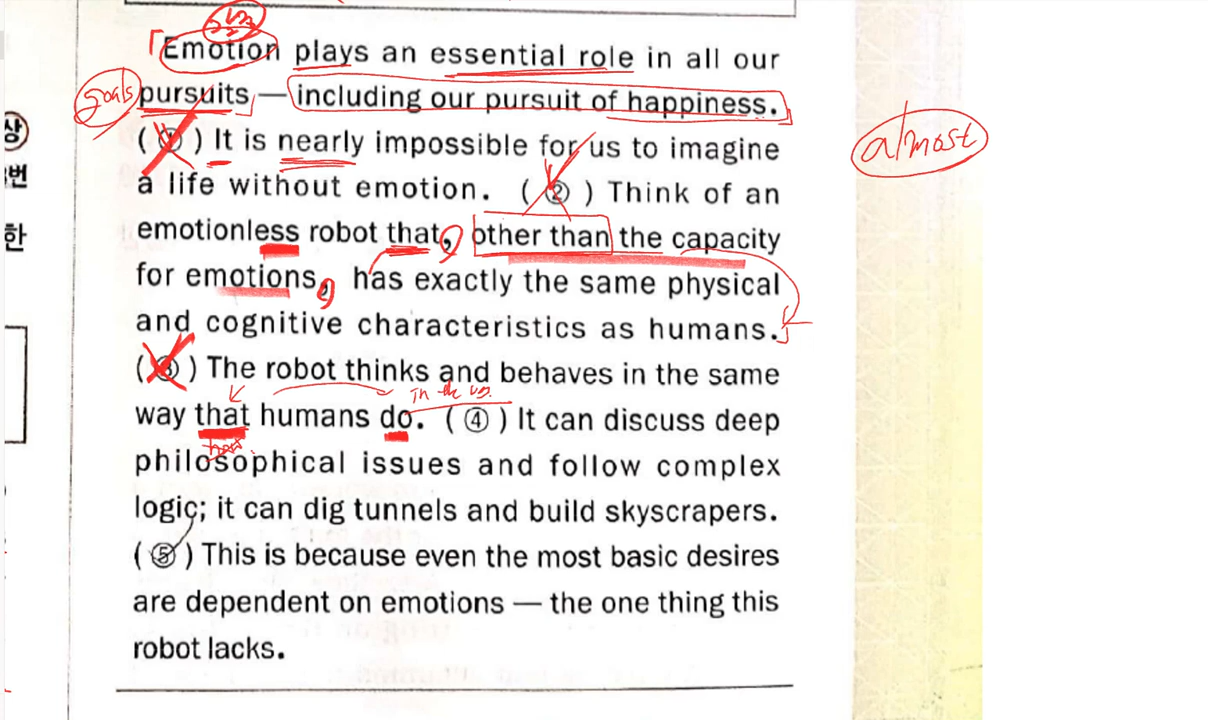 Emotion plays an essential role in all our
goals pursuits — including our pursuit of happiness.
almost
상 ( ① ) It is nearly impossible for us to imagine
번 a life without emotion. ( ② ) Think of an
한 emotionless robot that, other than the capacity
for emotions, has exactly the same physical
and cognitive characteristics as humans.
( ③ ) The robot thinks and behaves in the same
in the
way that humans do. ( ④ ) It can discuss deep
philosophical issues and follow complex
logic; it can dig tunnels and build skyscrapers.
( ⑤ ) This is because even the most basic desires
are dependent on emotions — the one thing this
robot lacks.